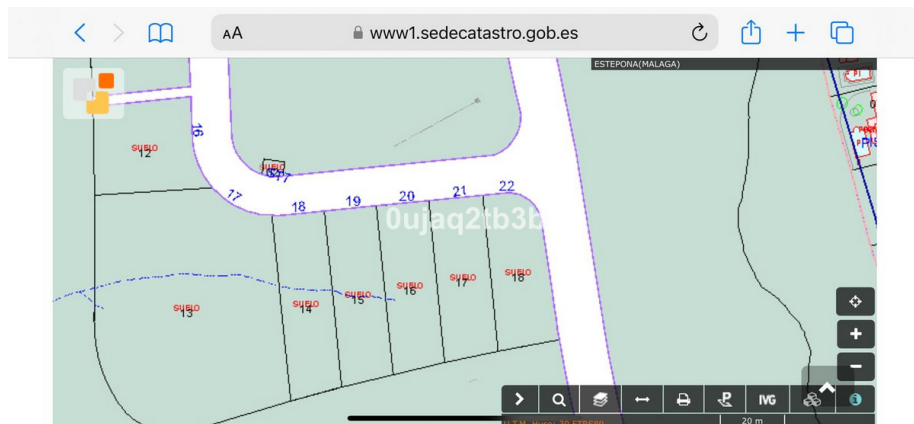 AA
www1.sedecatastro.gob.es
ESTEPONA(MALAGA)
16
SUELO
12
17
18
19
20
21
22
0ujaq2tb3b
SUELO
13
SUELO
14
SUELO
15
SUELO
16
SUELO
17
SUELO
18
IVG
20 m